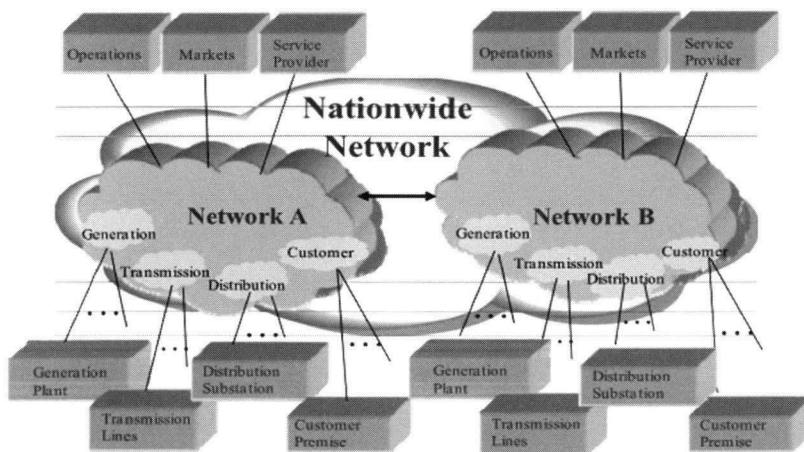 Operations
Markets
Service
Provider
Operations
Markets
Service
Provider
Nationwide
Network
Network A
Network B
Generation
Transmission
Distribution
Customer
Generation
Transmission
Distribution
Customer
Generation
Plant
Transmission
Lines
Distribution
Substation
Customer
Premise
Generation
Plant
Transmission
Lines
Distribution
Substation
Customer
Premise